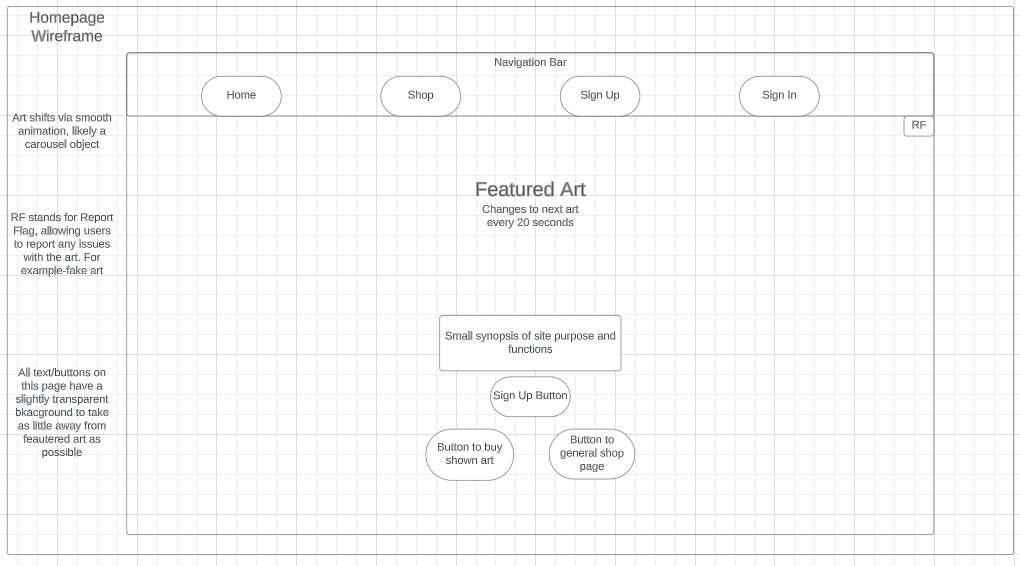 Homepage
Wireframe
Navigation Bar
Home
Shop
Sign Up
Sign In
RF
Art shifts via smooth
animation, likely a
carousel object
Featured Art
Changes to next art
every 20 seconds
RF stands for Report
Flag, allowing users
to report any issues
with the art. For
example-fake art
Small synopsis of site purpose and
functions
Sign Up Button
Button to buy
shown art
Button to
general shop
page
All text/buttons on
this page have a
slightly transparent
bkacground to take
as little away from
feautered art as
possible